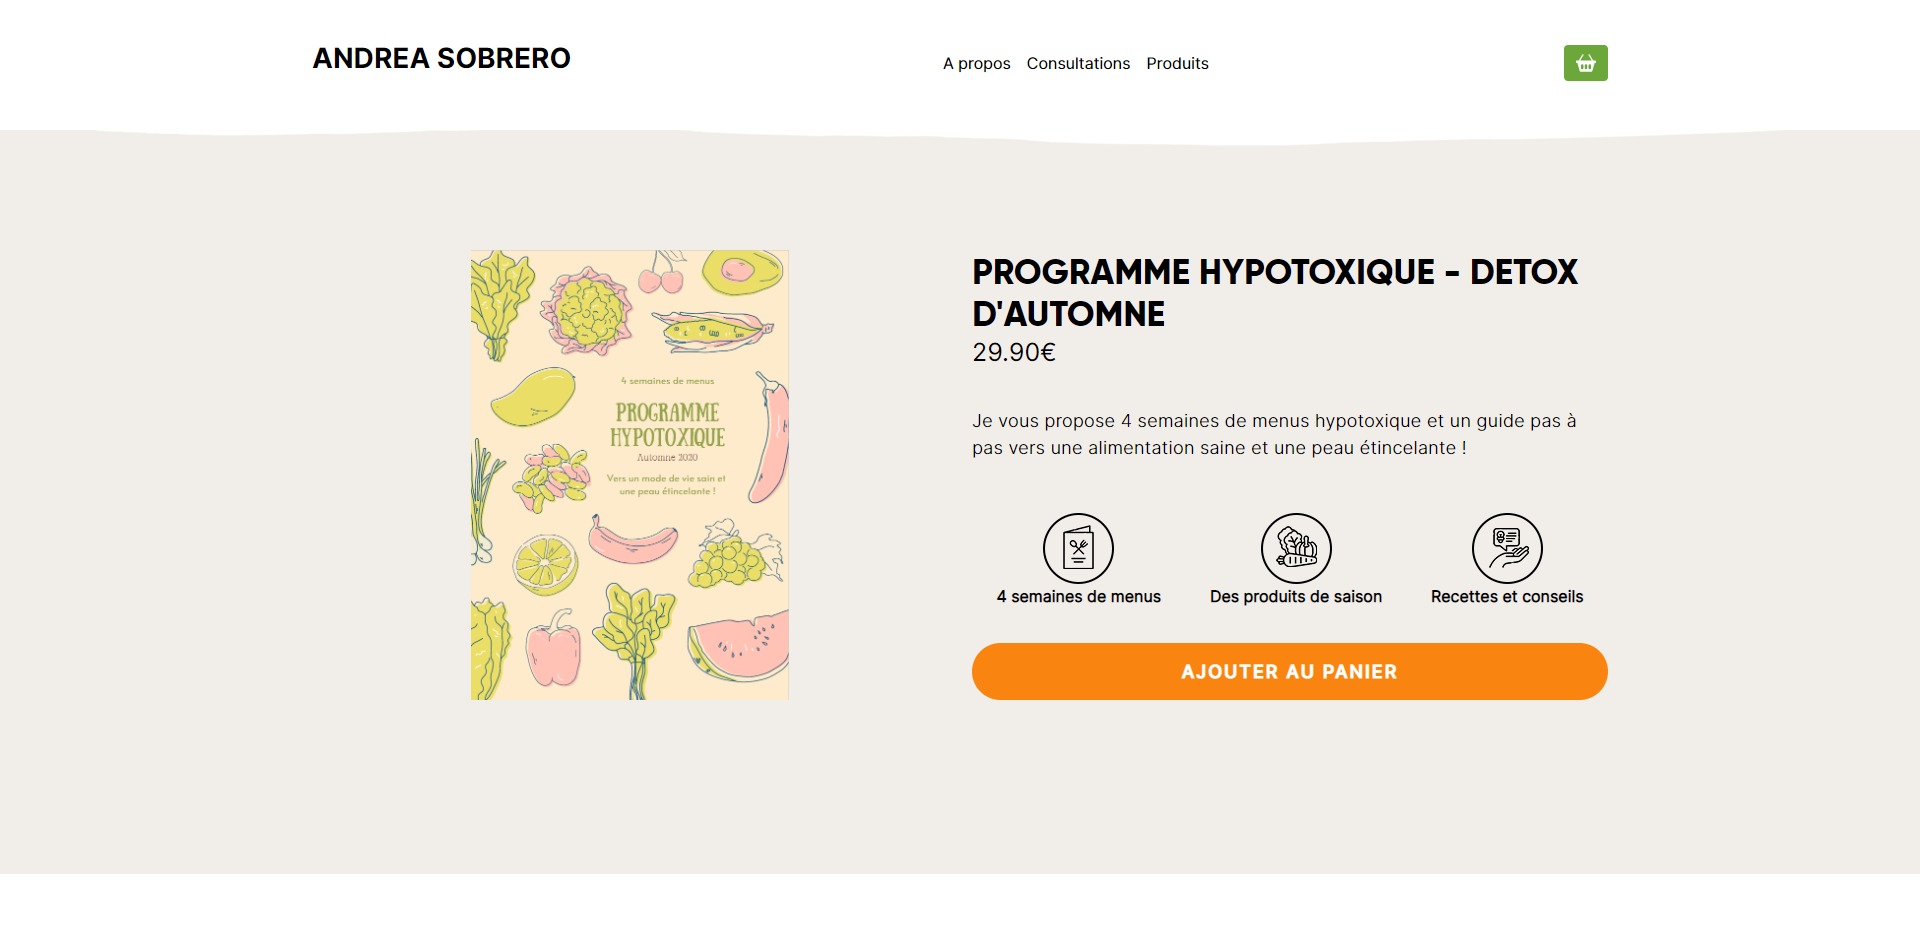 ANDREA SOBRERO
A propos Consultations Produits
4 semaines de menus
PROGRAMME
HYPOTOXIQUE
Automne 2020
Vers un mode de vie sain et
une peau étincelante !
PROGRAMME HYPOTOXIQUE - DETOX
D'AUTOMNE
29.90€
Je vous propose 4 semaines de menus hypotoxique et un guide pas à
pas vers une alimentation saine et une peau étincelante !
4 semaines de menus
Des produits de saison
Recettes et conseils
AJOUTER AU PANIER